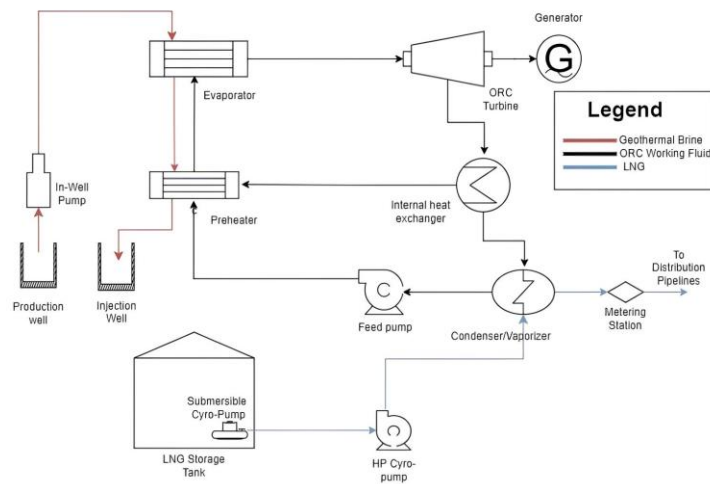 Generator
G
Evaporator
ORC
Turbine
Legend
Geothermal Brine
ORC Working Fluid
LNG
In-Well
Pump
C
Preheater
Internal heat
exchanger
To
Distribution
Pipelines
Production
well
Injection
Well
C
Feed pump
Condenser/Vaporizer
Metering
Station
Submersible
Cyro-Pump
LNG Storage
Tank
C
HP Cyro-
pump